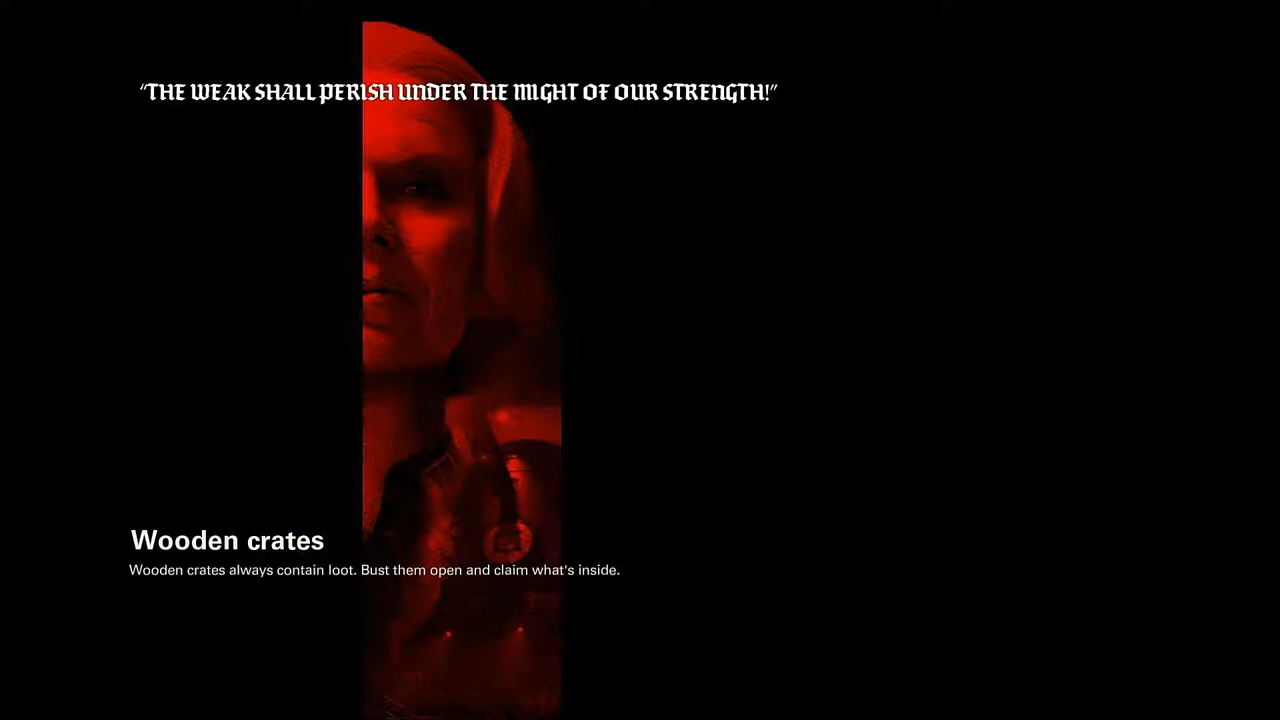 “THE WEAK SHALL PERISH UNDER THE MIGHT OF OUR STRENGTH!”
Wooden crates
Wooden crates always contain loot. Bust them open and claim what's inside.